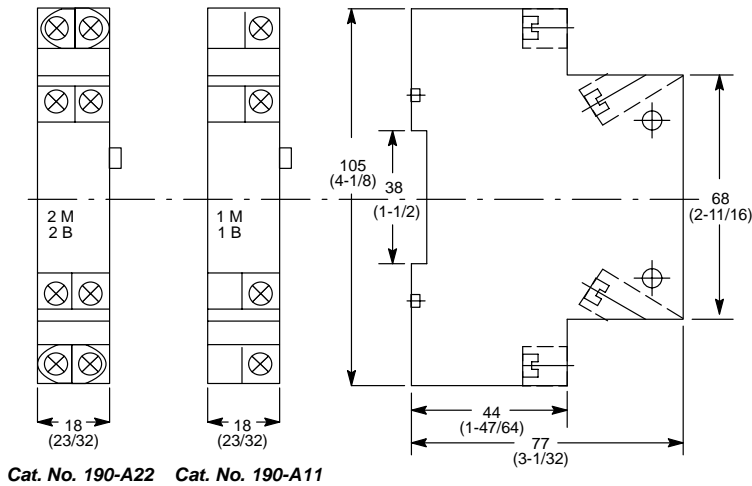 2 M
2 B
1 M
1 B
105
(4-1/8)
38
(1-1/2)
68
(2-11/16)
18
(23/32)
18
(23/32)
44
(1-47/64)
77
(3-1/32)
Cat. No. 190-A22 Cat. No. 190-A11